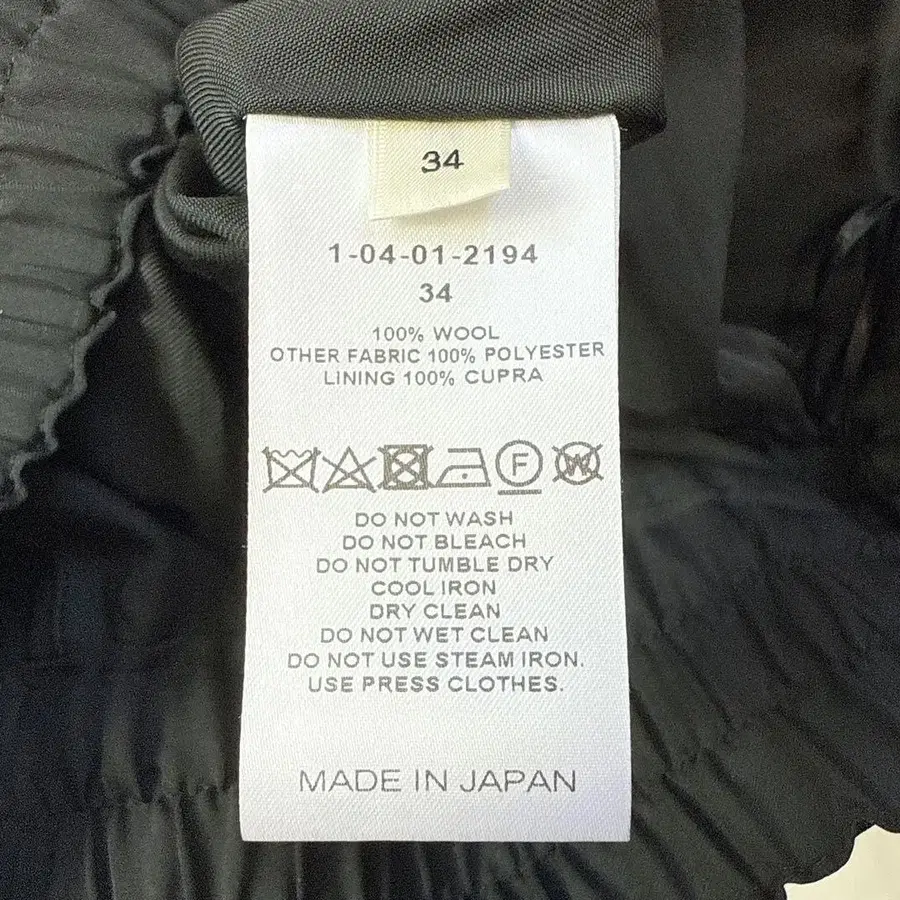 34
1-04-01-2194
34
100% WOOL
OTHER FABRIC 100% POLYESTER
LINING 100% CUPRA
F W
DO NOT WASH
DO NOT BLEACH
DO NOT TUMBLE DRY
COOL IRON
DRY CLEAN
DO NOT WET CLEAN
DO NOT USE STEAM IRON.
USE PRESS CLOTHES.
MADE IN JAPAN